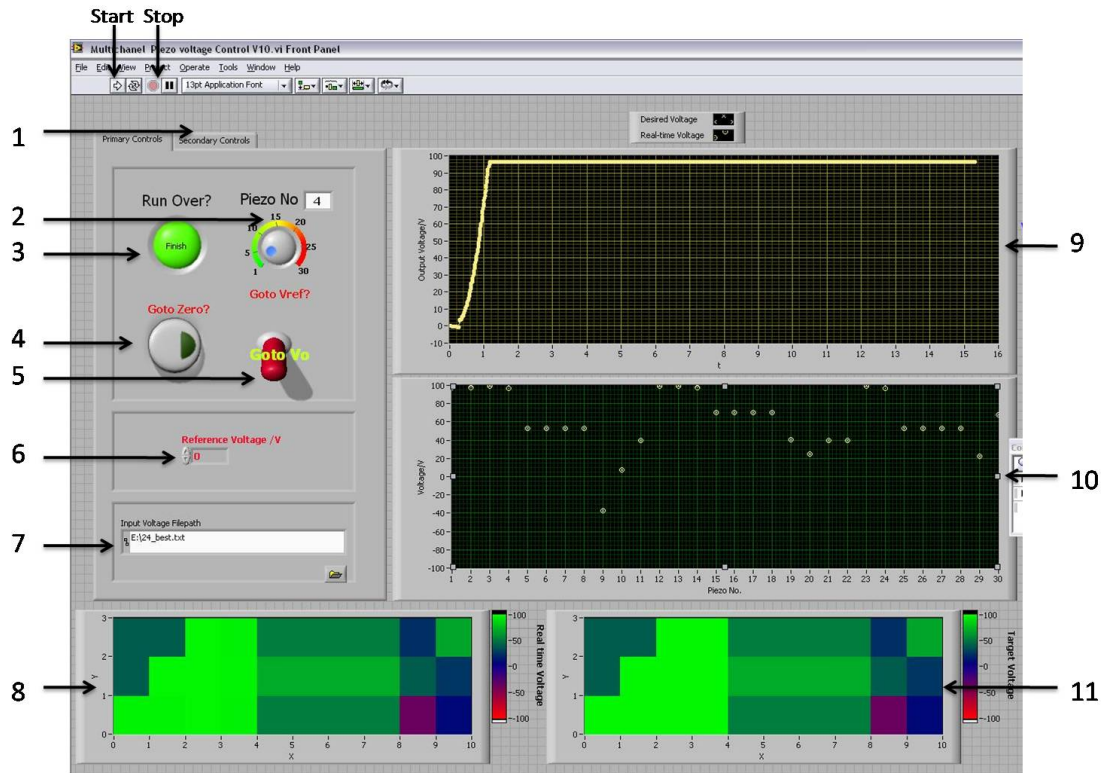 Start Stop
Multichanel Piezo voltage Control V10.vi Front Panel
File Edit View Project Operate Tools Window Help
13pt Application Font
Desired Voltage
Real-time Voltage
1
Primary Controls
Secondary Controls
Run Over?
Piezo No
4
2
3
Finish
1
5
10
15
20
25
30
Goto Zero?
Goto Vref?
4
5
Goto Vo
6
Reference Voltage /V
0
7
Input Voltage Filepath
E:\24_best.txt
Output Voltage/V
100
90
80
70
60
50
40
30
20
10
0
-10
0 1 2 3 4 5 6 7 8 9 10 11 12 13 14 15 16
t
9
Voltage/V
100
80
60
40
20
0
-20
-40
-60
-80
-100
1 2 3 4 5 6 7 8 9 10 11 12 13 14 15 16 17 18 19 20 21 22 23 24 25 26 27 28 29 30
Piezo No.
10
8
Y
3
2
1
0
0 1 2 3 4 5 6 7 8 9 10
X
100
50
0
-50
-100
Real time Voltage
Y
3
2
1
0
0 1 2 3 4 5 6 7 8 9 10
X
100
50
0
-50
-100
Target Voltage
11